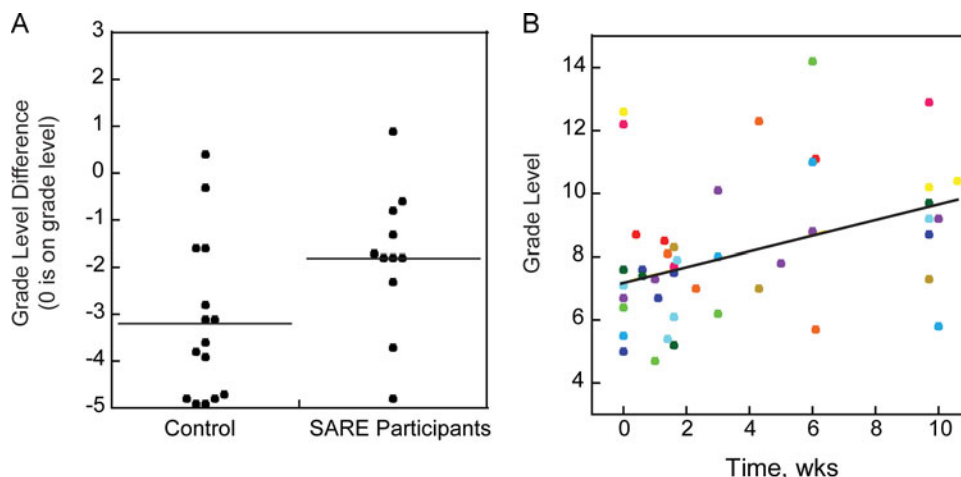 A
Grade Level Difference
(0 is on grade level)
3
2
1
0
-1
-2
-3
-4
-5
Control
SARE Participants
B
Grade Level
14
12
10
8
6
4
0
2
4
6
8
10
Time, wks